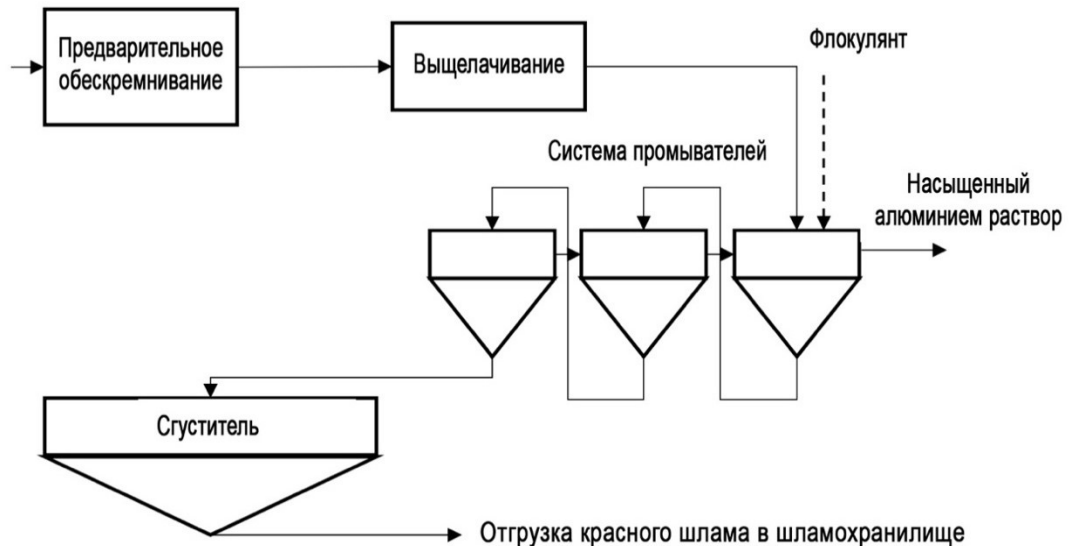 Предварительное
обескремнивание
Выщелачивание
Флокулянт
Система промывателей
Насыщенный
алюминием раствор
Сгуститель
Отгрузка красного шлама в шламохранилище